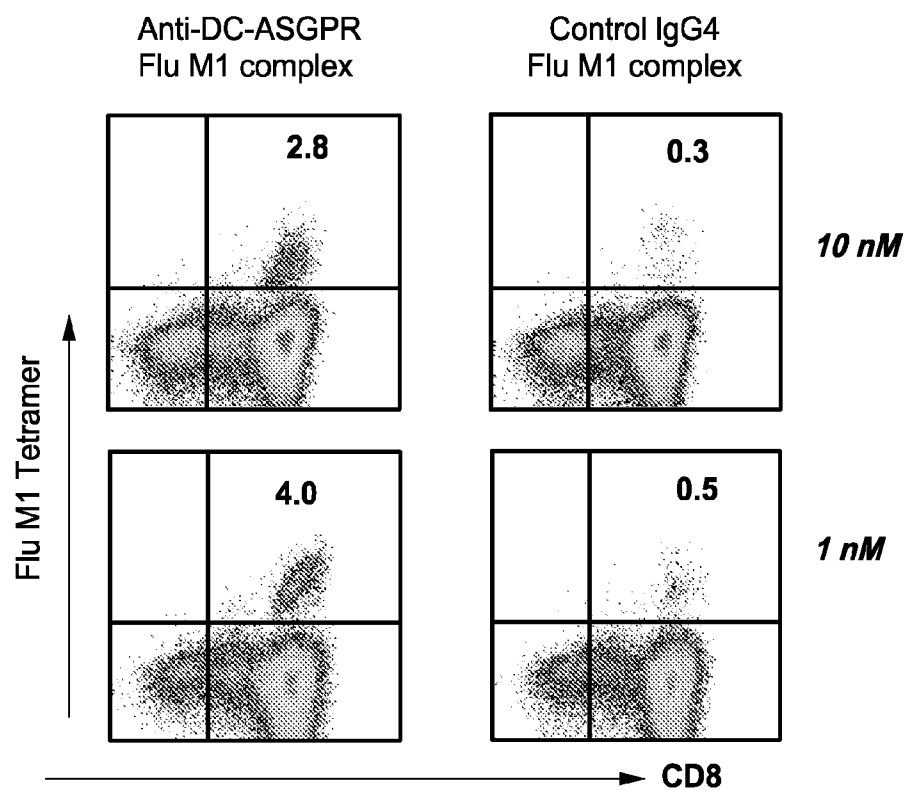 Anti-DC-ASGPR
Flu M1 complex
Control IgG4
Flu M1 complex
2.8
0.3
10 nM
Flu M1 Tetramer
4.0
0.5
1 nM
CD8